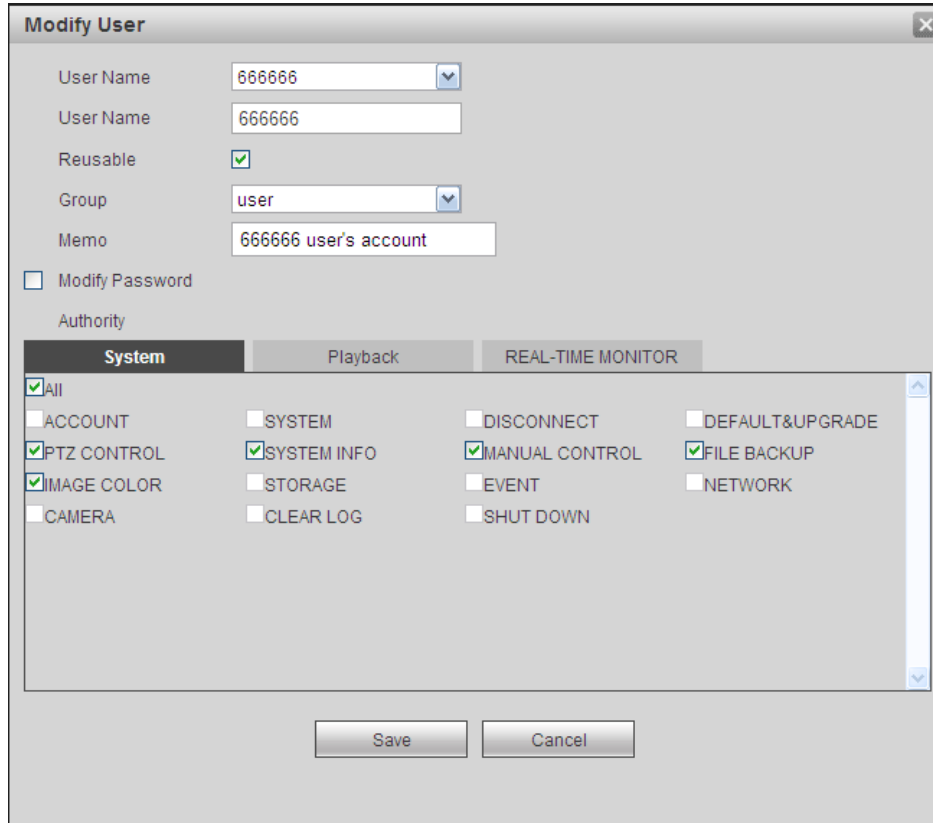 Modify User
User Name 666666
User Name 666666
Reusable
Group user
Memo 666666 user's account
Modify Password
Authority
System Playback REAL-TIME MONITOR
All
ACCOUNT SYSTEM DISCONNECT DEFAULT&UPGRADE
PTZ CONTROL SYSTEM INFO MANUAL CONTROL FILE BACKUP
IMAGE COLOR STORAGE EVENT NETWORK
CAMERA CLEAR LOG SHUT DOWN
Save Cancel